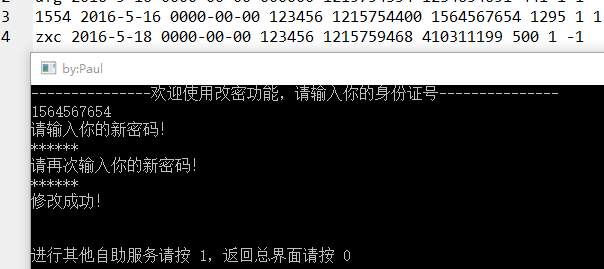 3 1554 2016-5-16 0000-00-00 123456 1215754400 1564567654 1295 1 1
4 zxc 2016-5-18 0000-00-00 123456 1215759468 410311199 500 1 -1
by:Paul
---------------欢迎使用改密功能，请输入你的身份证号---------------
1564567654
请输入你的新密码!
******
请再次输入你的新密码!
******
修改成功!
进行其他自助服务请按 1，返回总界面请按 0